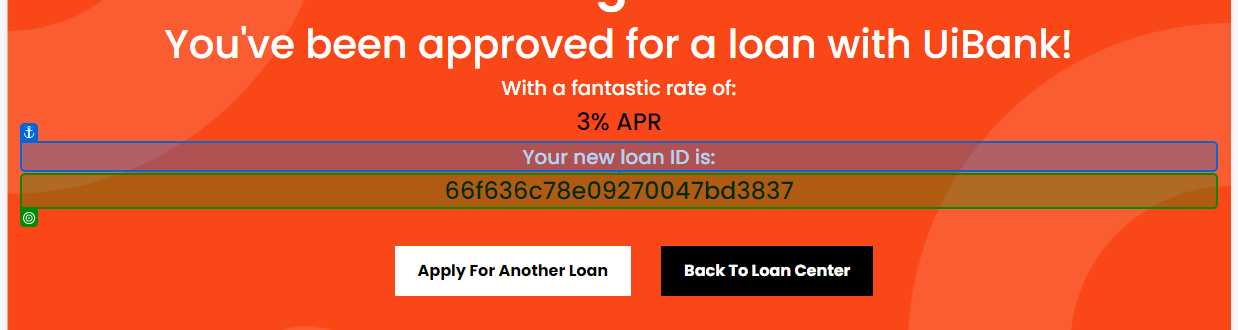 You've been approved for a loan with UiBank!
With a fantastic rate of:
3% APR
Your new loan ID is:
66f636c78e09270047bd3837
Apply For Another Loan
Back To Loan Center